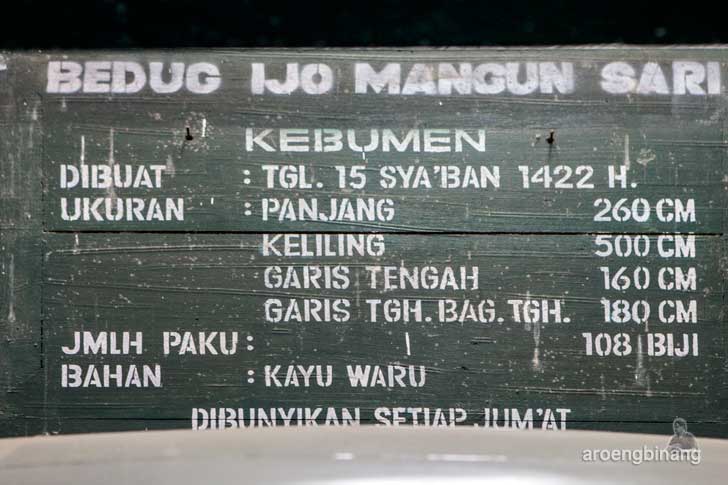 BEDUG IJO MANGUN SARI
KEBUMEN
DIBUAT : TGL. 15 SYA'BAN 1422 H.
UKURAN : PANJANG 260 CM
KELILING 500 CM
GARIS TENGAH 160 CM
GARIS TGH. BAG. TGH. 180 CM
JMLH PAKU : 108 BIJI
BAHAN : KAYU WARU
DIBUNYIKAN SETIAP JUM'AT
aroengbinang